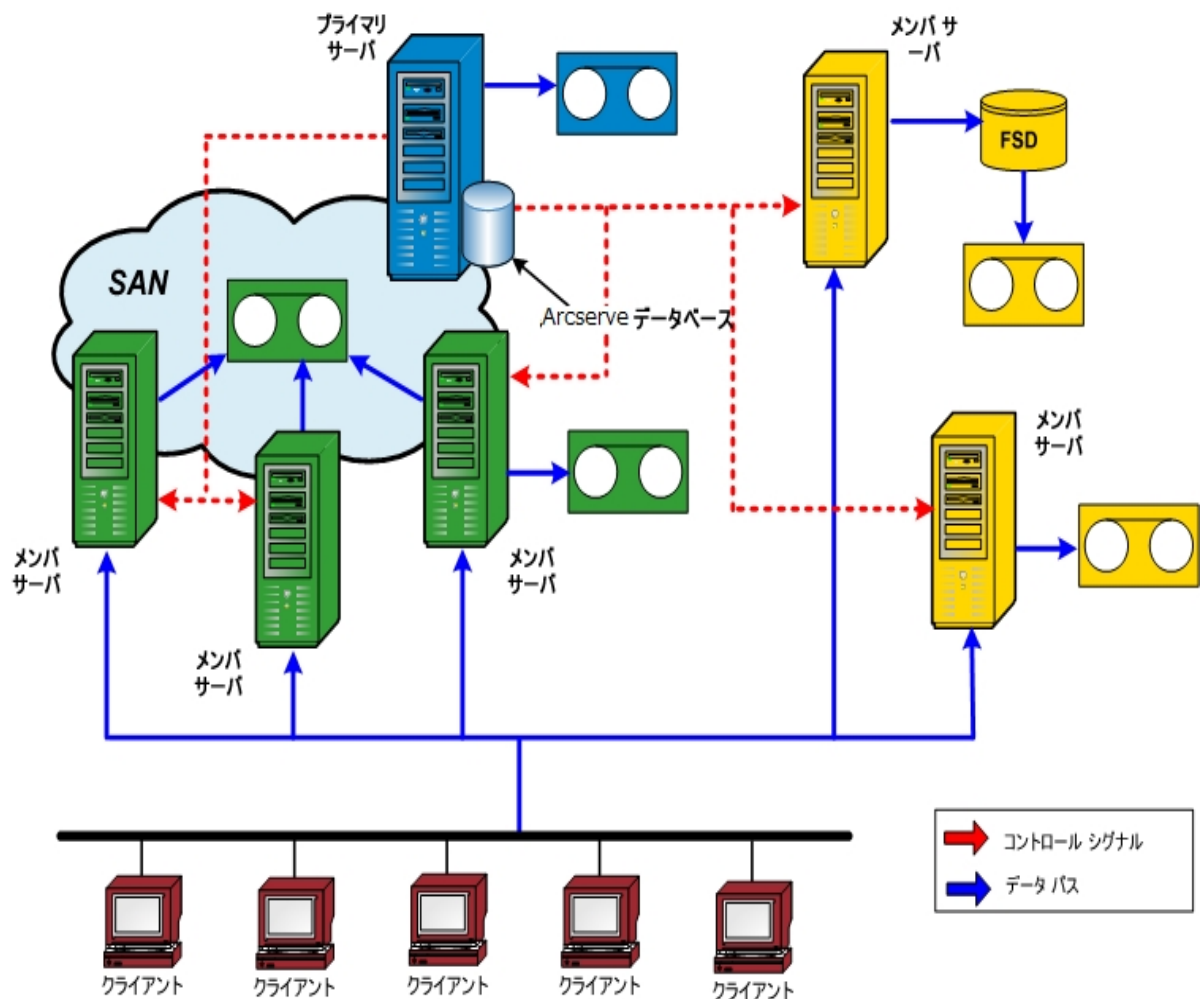 プライマリ
サーバ
メンバ サ
ーバ
FSD
SAN
Arcserve データベース
メンバ
サーバ
メンバ
サーバ
メンバ
サーバ
メンバ
サーバ
コントロール シグナル
データ パス
クライアント
クライアント
クライアント
クライアント
クライアント